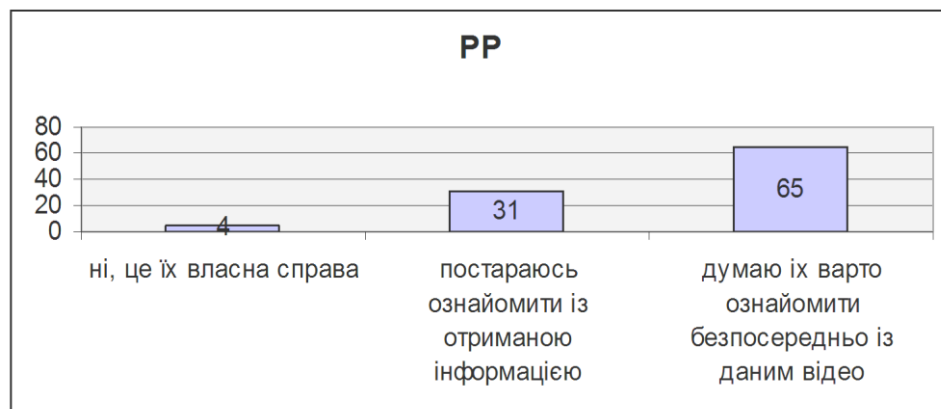 PP
80
60
40
20
0
4
31
65
ні, це їх власна справа
постараюсь
ознайомити із
отриманою
інформацією
думаю іх варто
ознайомити
безпосередньо із
даним відео